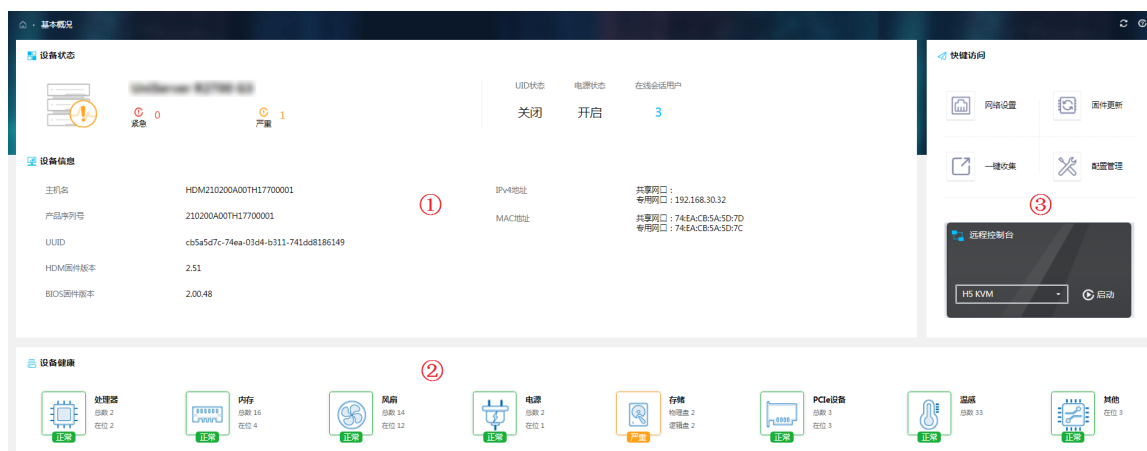 基本概况
设备状态
UID状态
电源状态
在线会话用户
紧急 0
严重 1
关闭
开启
3
设备信息
主机名
HDM210200A00TH17700001
产品序列号
210200A00TH17700001
UUID
cb5a5d7c-74ea-03d4-b311-741dd8186149
HDM固件版本
2.51
BIOS固件版本
2.00.48
IPv4地址
共享网口：
专用网口：192.168.30.32
MAC地址
共享网口：74:EA:CB:5A:5D:7D
专用网口：74:EA:CB:5A:5D:7C
①
快键访问
网络设置
固件更新
一键收集
配置管理
③
远程控制台
H5 KVM
启动
设备健康
②
处理器
总数 2
在位 2
正常
内存
总数 16
在位 4
正常
风扇
总数 14
在位 12
正常
电源
总数 2
在位 1
正常
存储
物理盘 2
逻辑盘 2
严重
PCIe设备
总数 3
在位 3
正常
温感
总数 33
正常
其他
在位 3
正常